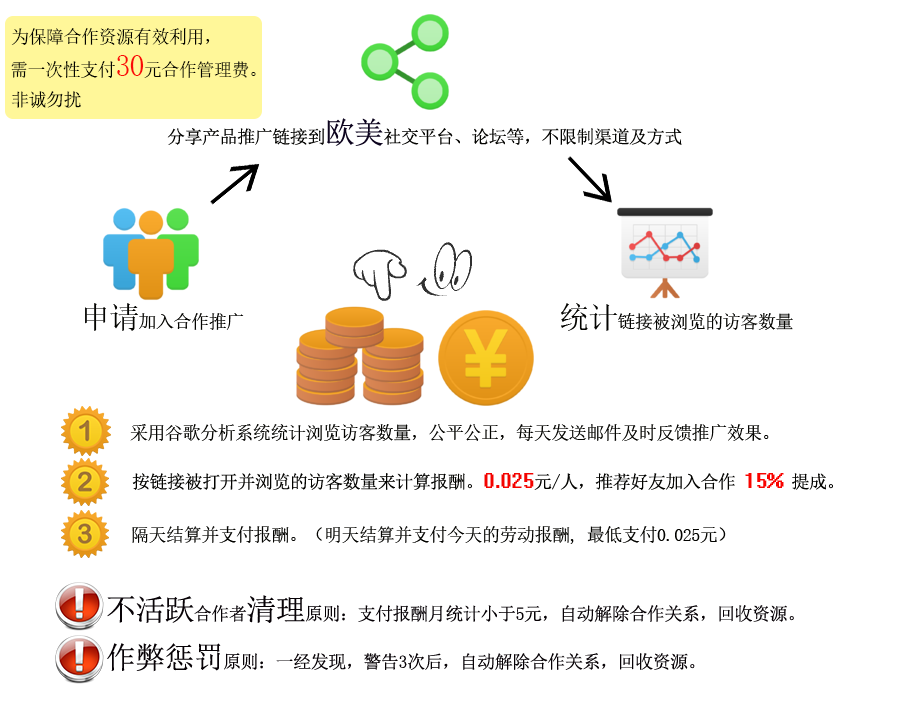 为保障合作资源有效利用，
需一次性支付30元合作管理费。
非诚勿扰
分享产品推广链接到欧美社交平台、论坛等，不限制渠道及方式
申请加入合作推广
统计链接被浏览的访客数量
¥
1 采用谷歌分析系统统计浏览访客数量，公平公正，每天发送邮件及时反馈推广效果。
2 按链接被打开并浏览的访客数量来计算报酬。0.025元/人，推荐好友加入合作 15% 提成。
3 隔天结算并支付报酬。（明天结算并支付今天的劳动报酬, 最低支付0.025元）
! 不活跃合作者清理原则：支付报酬月统计小于5元，自动解除合作关系，回收资源。
! 作弊惩罚原则：一经发现，警告3次后，自动解除合作关系，回收资源。